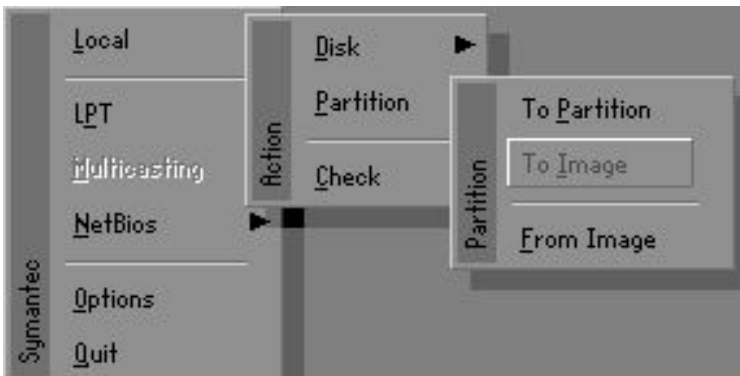 Local
LPT
Multicasting
NetBios
Options
Quit
Symantec
Disk
Partition
Check
Action
To Partition
To Image
From Image
Partition